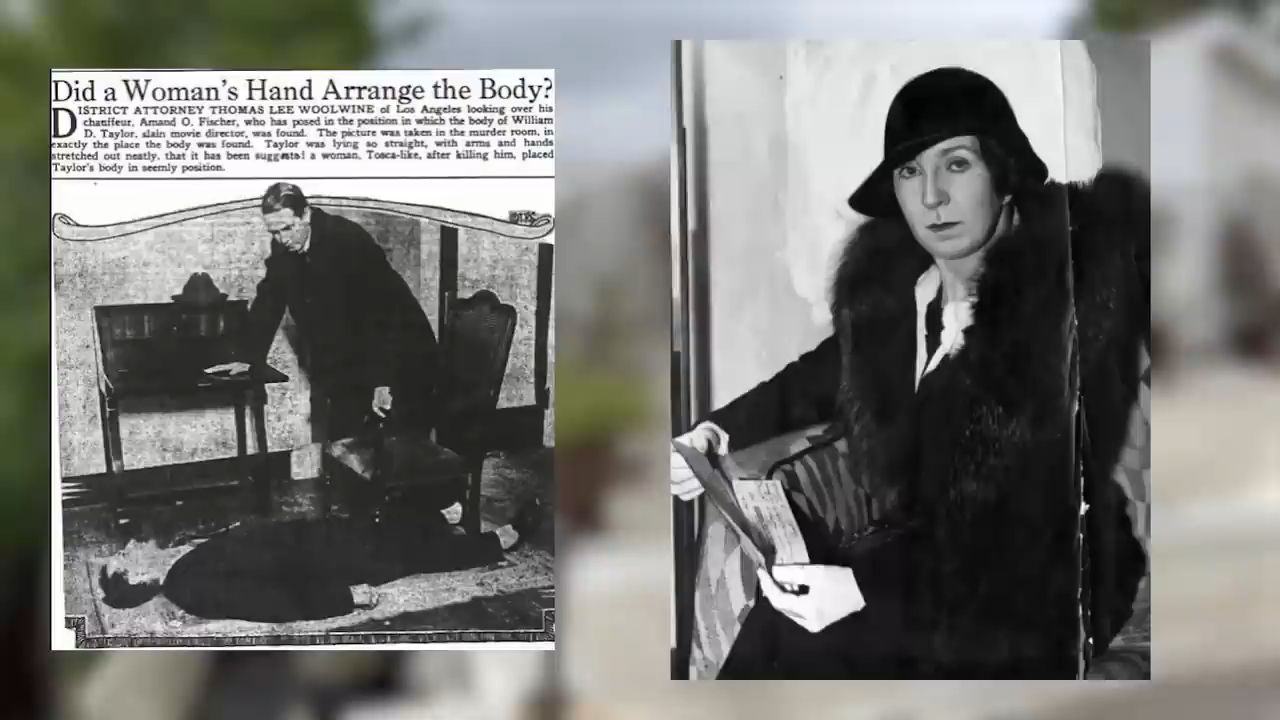 Did a Woman's Hand Arrange the Body?
DISTRICT ATTORNEY THOMAS LEE WOOLWINE of Los Angeles looking over his
chauffeur, Amand O. Fischer, who has posed in the position in which the body of William
D. Taylor, slain movie director, was found. The picture was taken in the murder room, in
exactly the place the body was found. Taylor was lying so straight, with arms and hands
stretched out neatly, that it has been suggested a woman, Tosca-like, after killing him, placed
Taylor's body in seemly position.